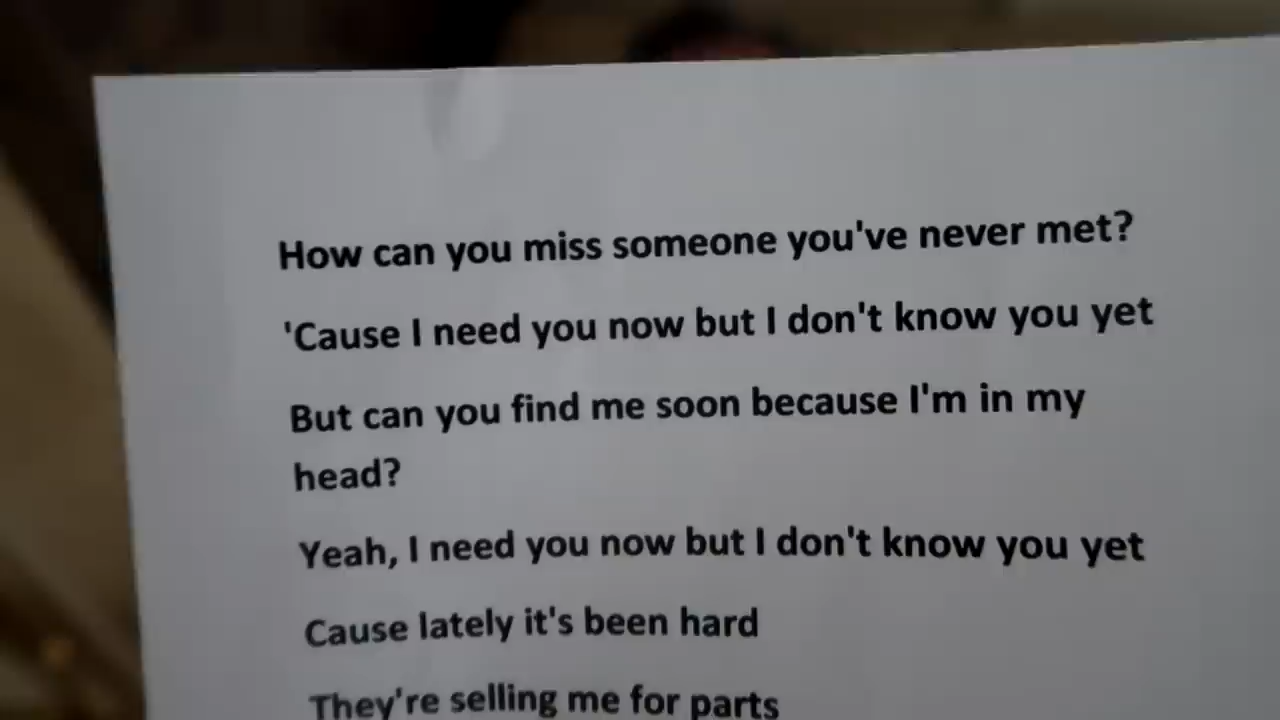 How can you miss someone you've never met?
'Cause I need you now but I don't know you yet
But can you find me soon because I'm in my
head?
Yeah, I need you now but I don't know you yet
Cause lately it's been hard
They're selling me for parts